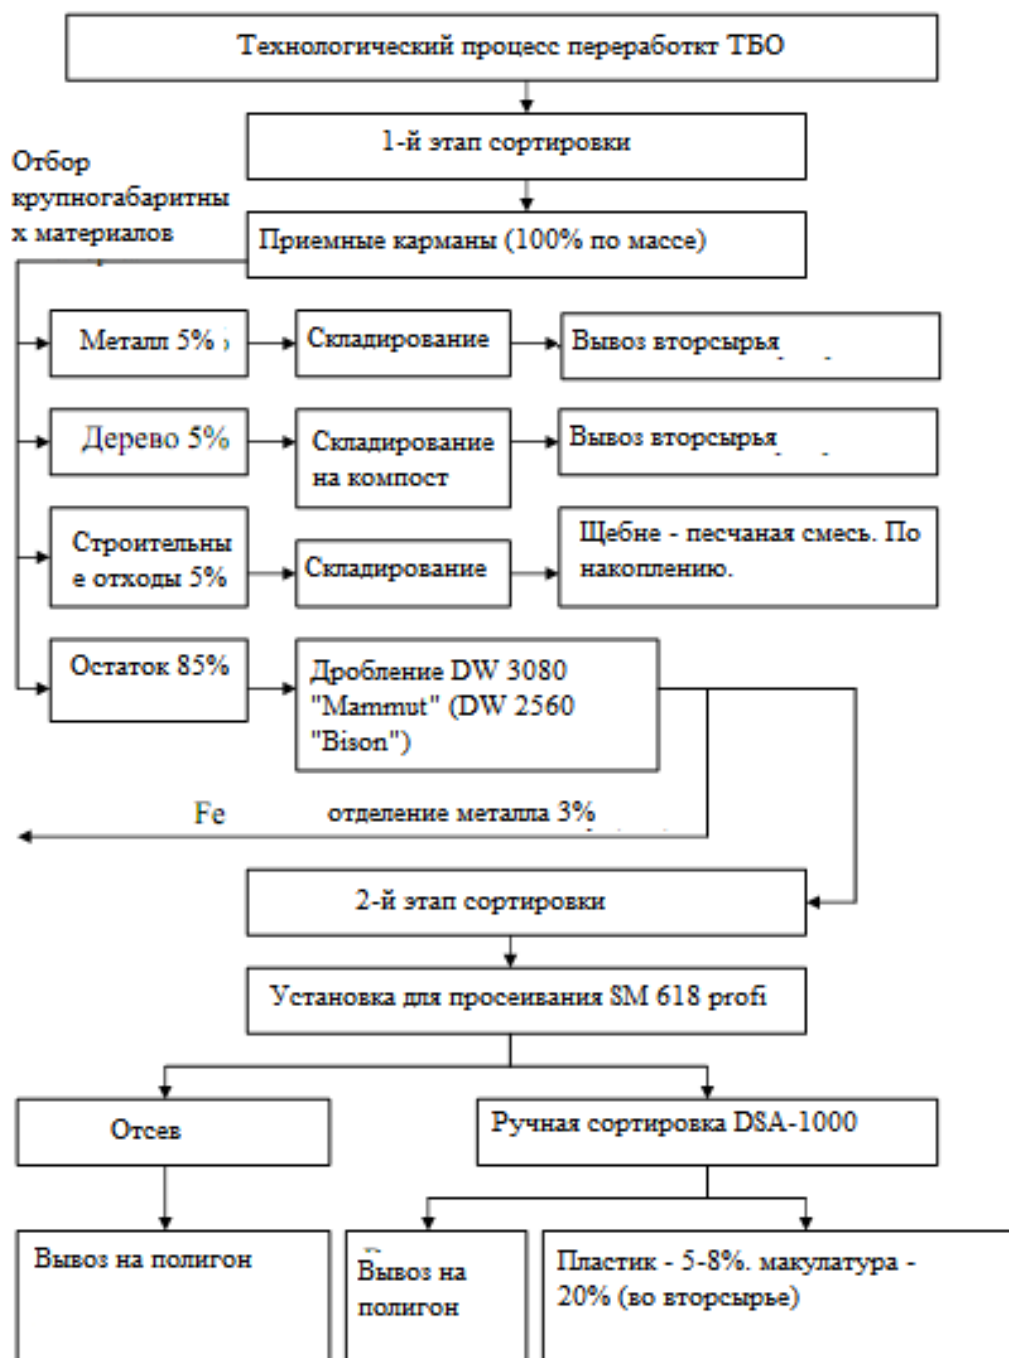 Технологический процесс переработкт ТБО
1-й этап сортировки
Отбор
крупногабаритны
х материалов
Приемные карманы (100% по массе)
Металл 5%
Складирование
Вывоз вторсырья
Дерево 5%
Складирование
на компост
Вывоз вторсырья
Строительны
е отходы 5%
Складирование
Щебне - песчаная смесь. По
накоплению.
Остаток 85%
Дробление DW 3080
"Mammut" (DW 2560
"Bison")
Fe отделение металла 3%
2-й этап сортировки
Установка для просеивания SM 618 profi
Отсев
Ручная сортировка DSA-1000
Вывоз на полигон
Вывоз на
полигон
Пластик - 5-8%. макулатура -
20% (во вторсырье)